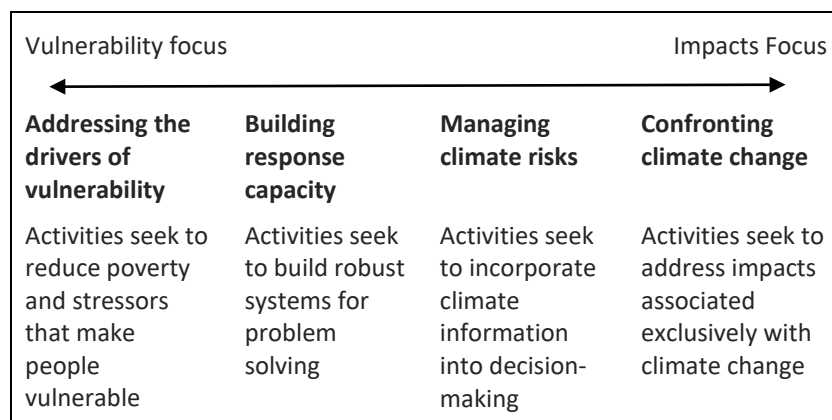 Vulnerability focus
Impacts Focus
Addressing the
drivers of
vulnerability
Activities seek to
reduce poverty
and stressors
that make
people
vulnerable
Building
response
capacity
Activities seek
to build robust
systems for
problem
solving
Managing
climate risks
Activities seek
to incorporate
climate
information
into decision-
making
Confronting
climate change
Activities seek to
address impacts
associated
exclusively with
climate change